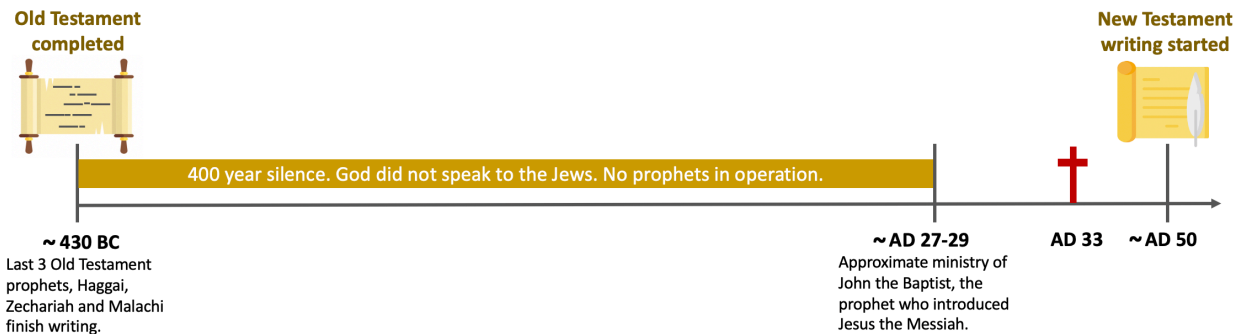 Old Testament
completed
New Testament
writing started
400 year silence. God did not speak to the Jews. No prophets in operation.
~ 430 BC
Last 3 Old Testament
prophets, Haggai,
Zechariah and Malachi
finish writing.
~ AD 27-29
Approximate ministry of
John the Baptist, the
prophet who introduced
Jesus the Messiah.
AD 33
~ AD 50